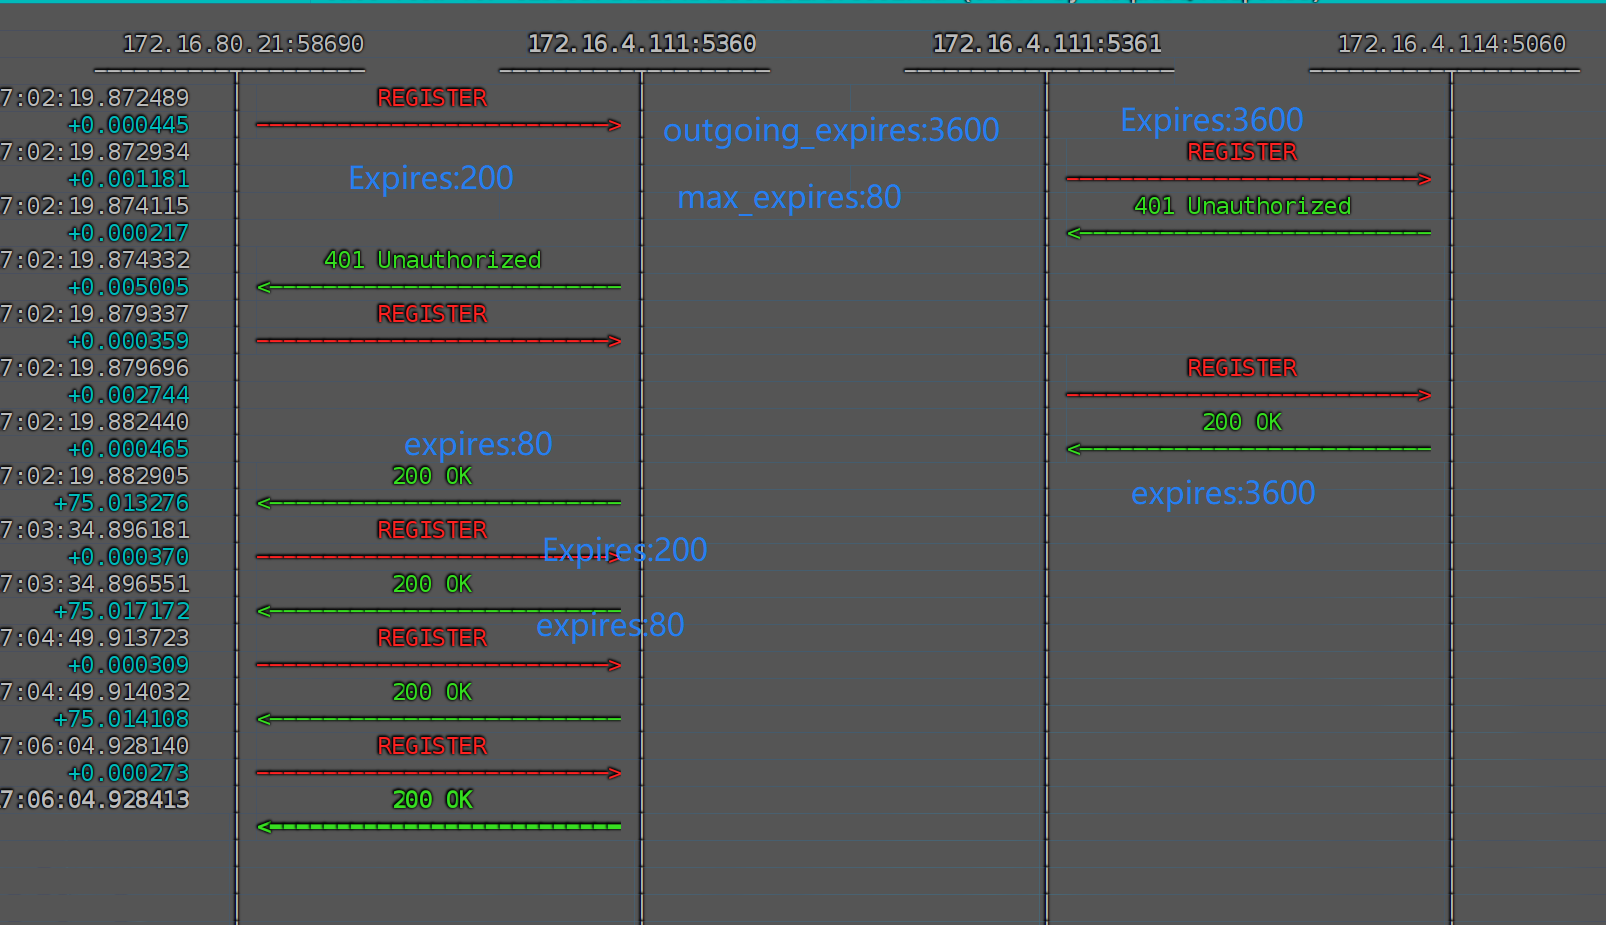 172.16.80.21:58690 172.16.4.111:5360 172.16.4.111:5361 172.16.4.114:5060
7:02:19.872489 REGISTER
+0.000445 outgoing_expires:3600 Expires:3600
7:02:19.872934 REGISTER
+0.001181 Expires:200 max_expires:80
7:02:19.874115 401 Unauthorized
+0.000217
7:02:19.874332 401 Unauthorized
+0.005005
7:02:19.879337 REGISTER
+0.000359
7:02:19.879696 REGISTER
+0.002744
7:02:19.882440 200 OK
+0.000465 expires:80
7:02:19.882905 200 OK expires:3600
+75.013276
7:03:34.896181 REGISTER
+0.000370 Expires:200
7:03:34.896551 200 OK
+75.017172 expires:80
7:04:49.913723 REGISTER
+0.000309
7:04:49.914032 200 OK
+75.014108
7:06:04.928140 REGISTER
+0.000273
7:06:04.928413 200 OK